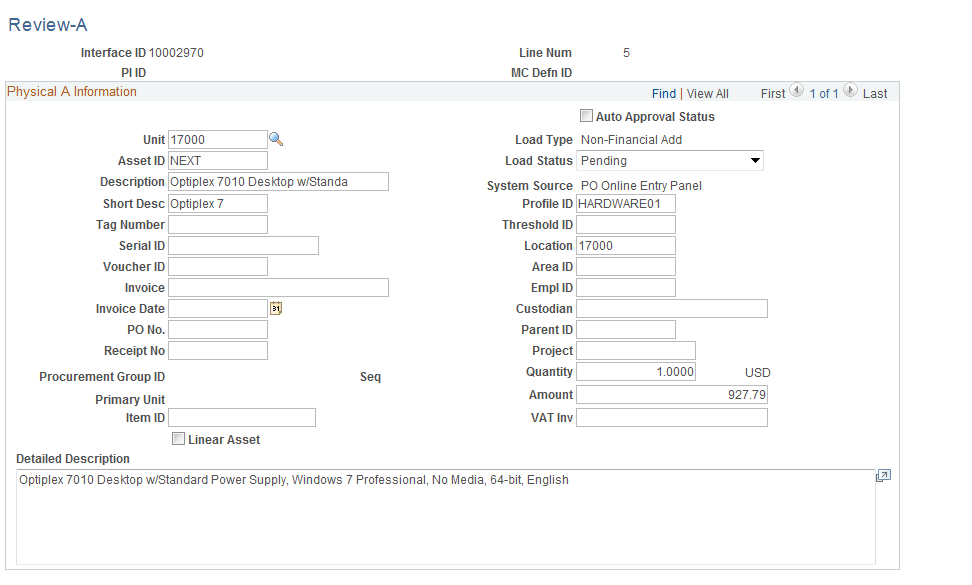 Review-A
Interface ID 10002970 Line Num 5
PI ID MC Defn ID
Physical A Information Find | View All First 1 of 1 Last
Auto Approval Status
Unit 17000 Load Type Non-Financial Add
Asset ID NEXT Load Status Pending
Description Optiplex 7010 Desktop w/Standa System Source PO Online Entry Panel
Short Desc Optiplex 7 Profile ID HARDWARE01
Tag Number Threshold ID
Serial ID Location 17000
Voucher ID Area ID
Invoice Empl ID
Invoice Date 31 Custodian
PO No. Parent ID
Receipt No Project
Procurement Group ID Seq Quantity 1.0000 USD
Primary Unit Amount 927.79
Item ID VAT Inv
Linear Asset
Detailed Description
Optiplex 7010 Desktop w/Standard Power Supply, Windows 7 Professional, No Media, 64-bit, English